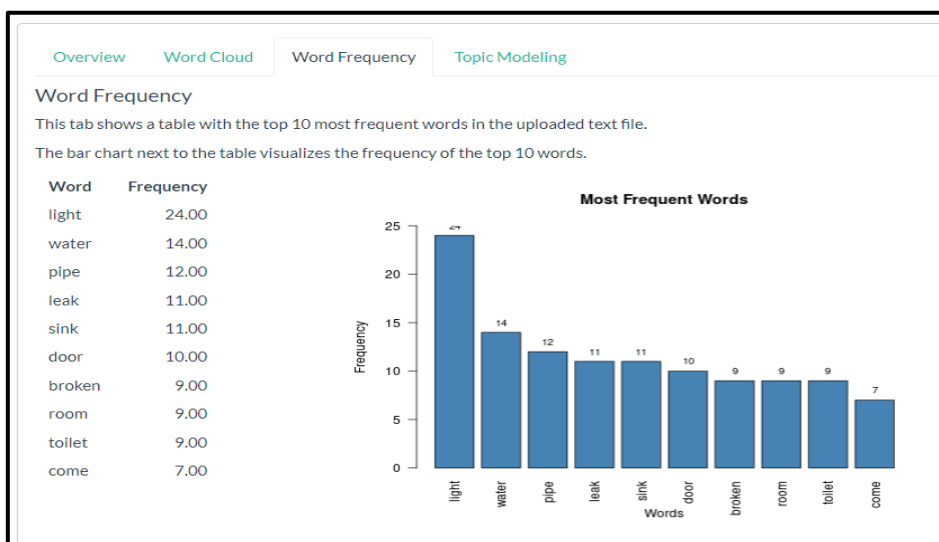 Overview Word Cloud Word Frequency Topic Modeling
Word Frequency
This tab shows a table with the top 10 most frequent words in the uploaded text file.
The bar chart next to the table visualizes the frequency of the top 10 words.
Word Frequency
light 24.00
water 14.00
pipe 12.00
leak 11.00
sink 11.00
door 10.00
broken 9.00
room 9.00
toilet 9.00
come 7.00
Most Frequent Words
Frequency
25
20
15
10
5
0
24
14
12
11
11
10
9
9
9
7
light
water
pipe
leak
sink
door
broken
room
toilet
come
Words